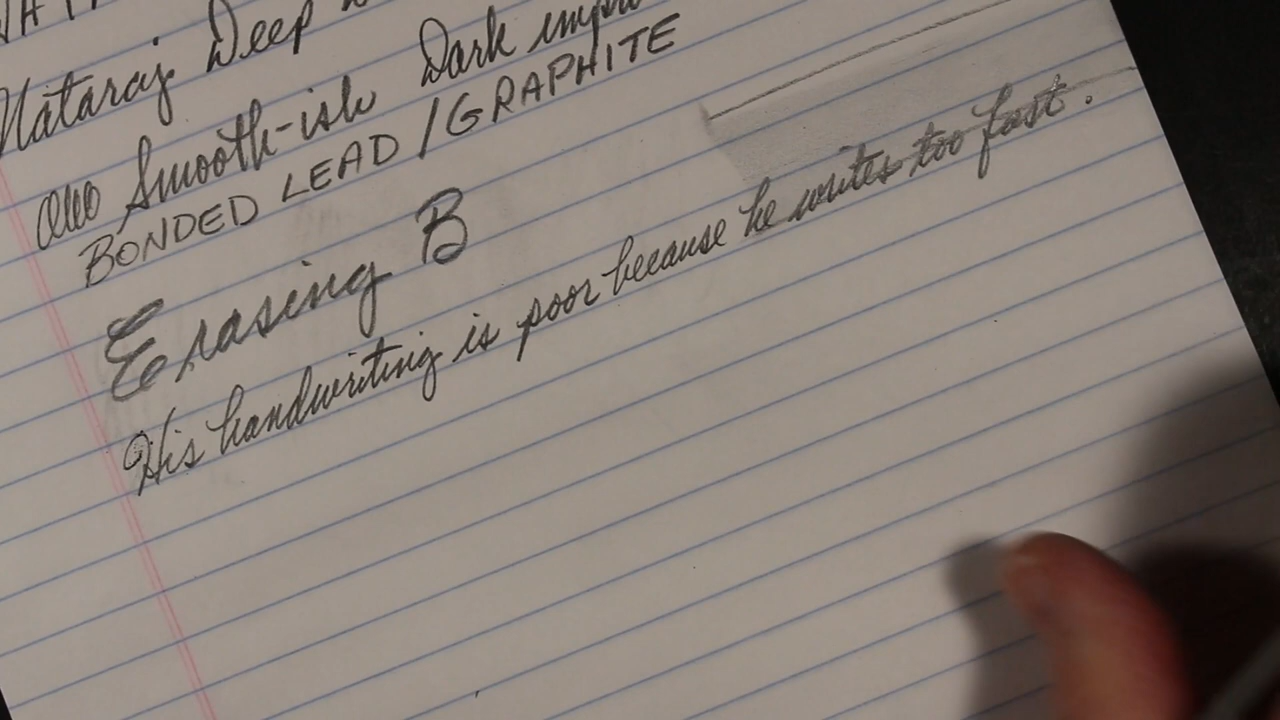 Nataraj Deep
Smooth-ish Dark
BONDED LEAD/GRAPHITE
Erasing B
His handwriting is poor because he writes too fast.